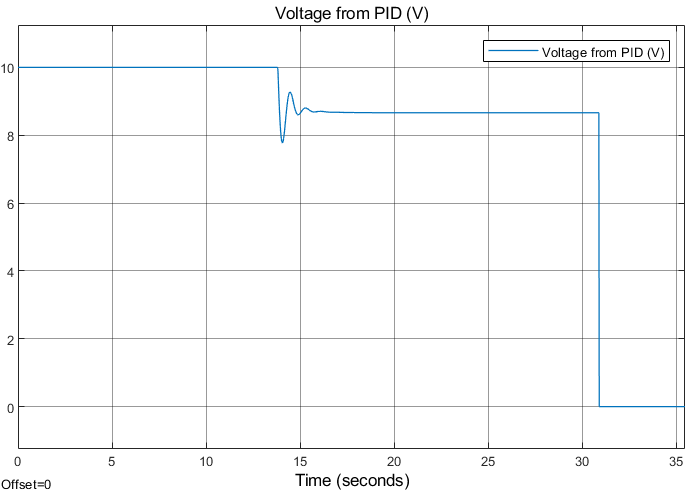 Voltage from PID (V)
Voltage from PID (V)
10
8
6
4
2
0
0 5 10 15 20 25 30 35
Time (seconds)
Offset=0